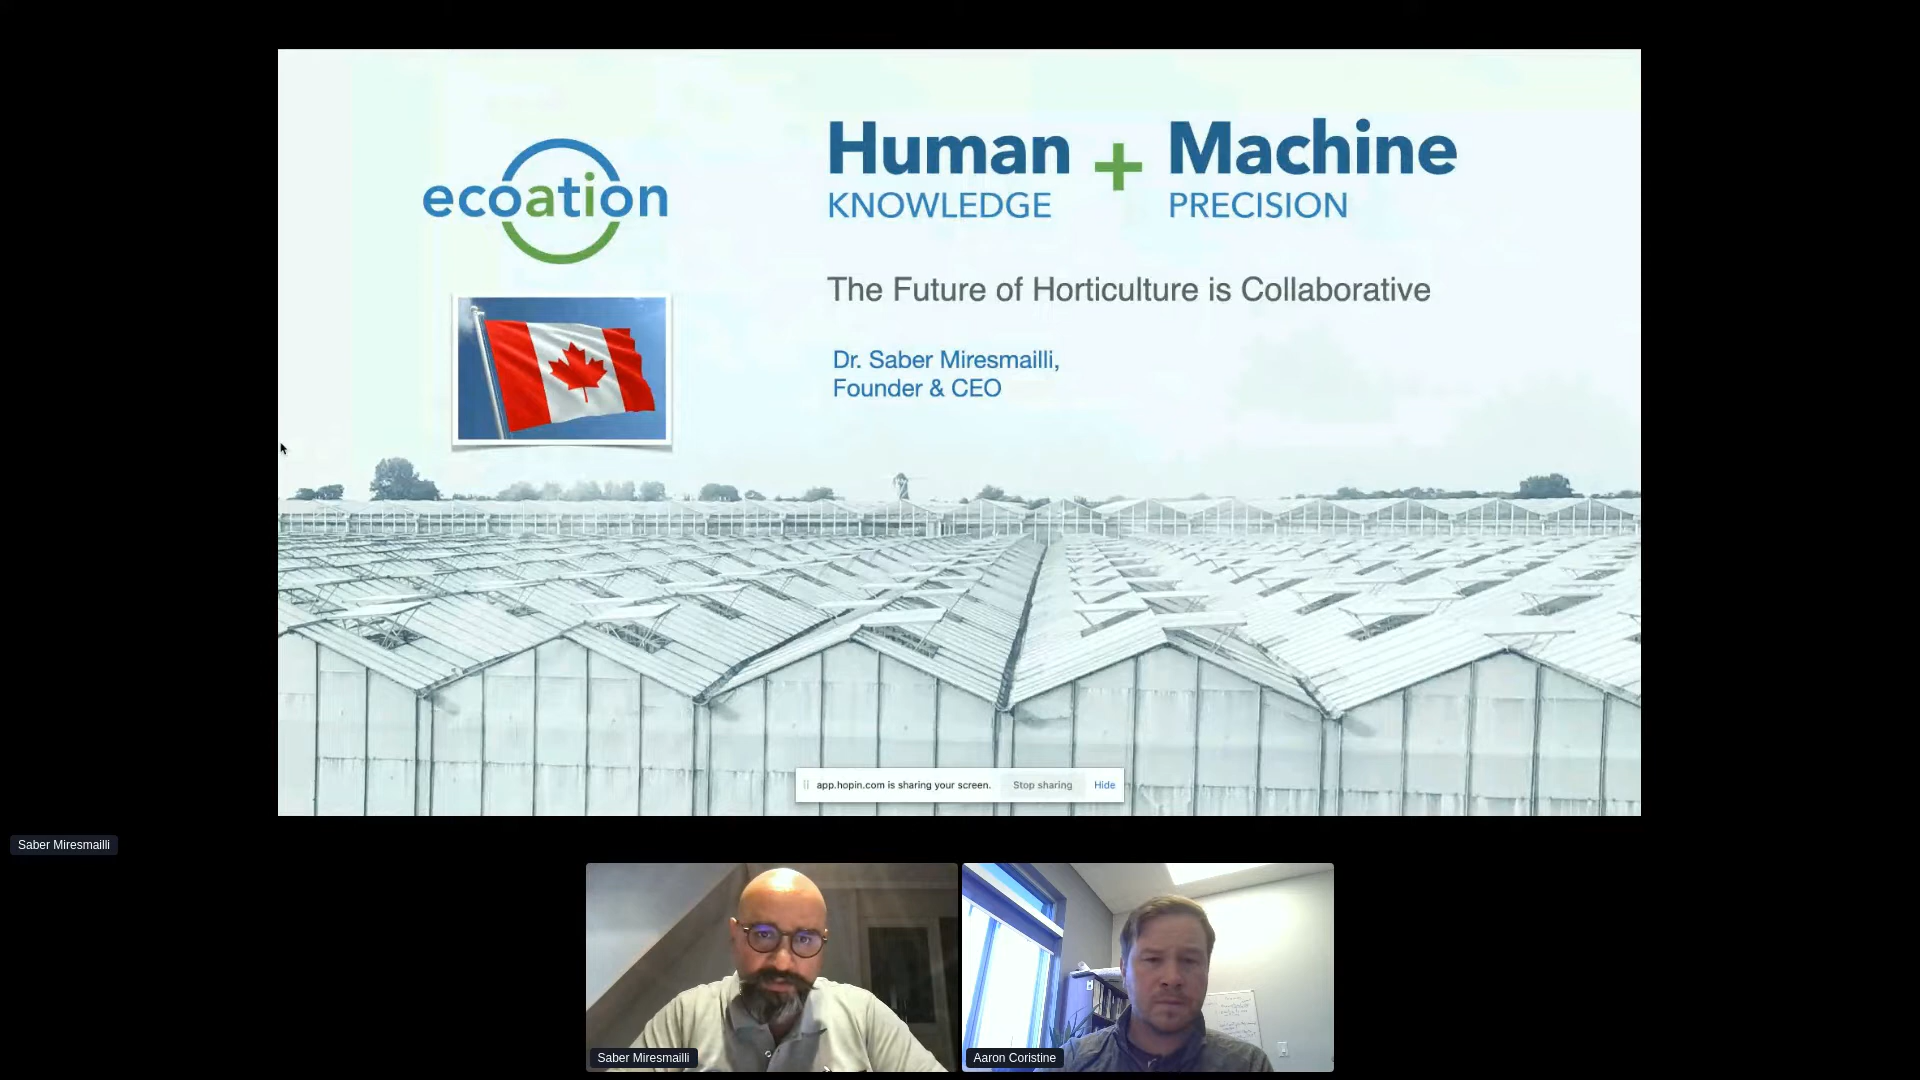 ecoation
Human + Machine
KNOWLEDGE PRECISION
The Future of Horticulture is Collaborative
Dr. Saber Miresmailli,
Founder & CEO
app.hopin.com is sharing your screen. Stop sharing Hide
Saber Miresmailli
Saber Miresmailli
Aaron Coristine